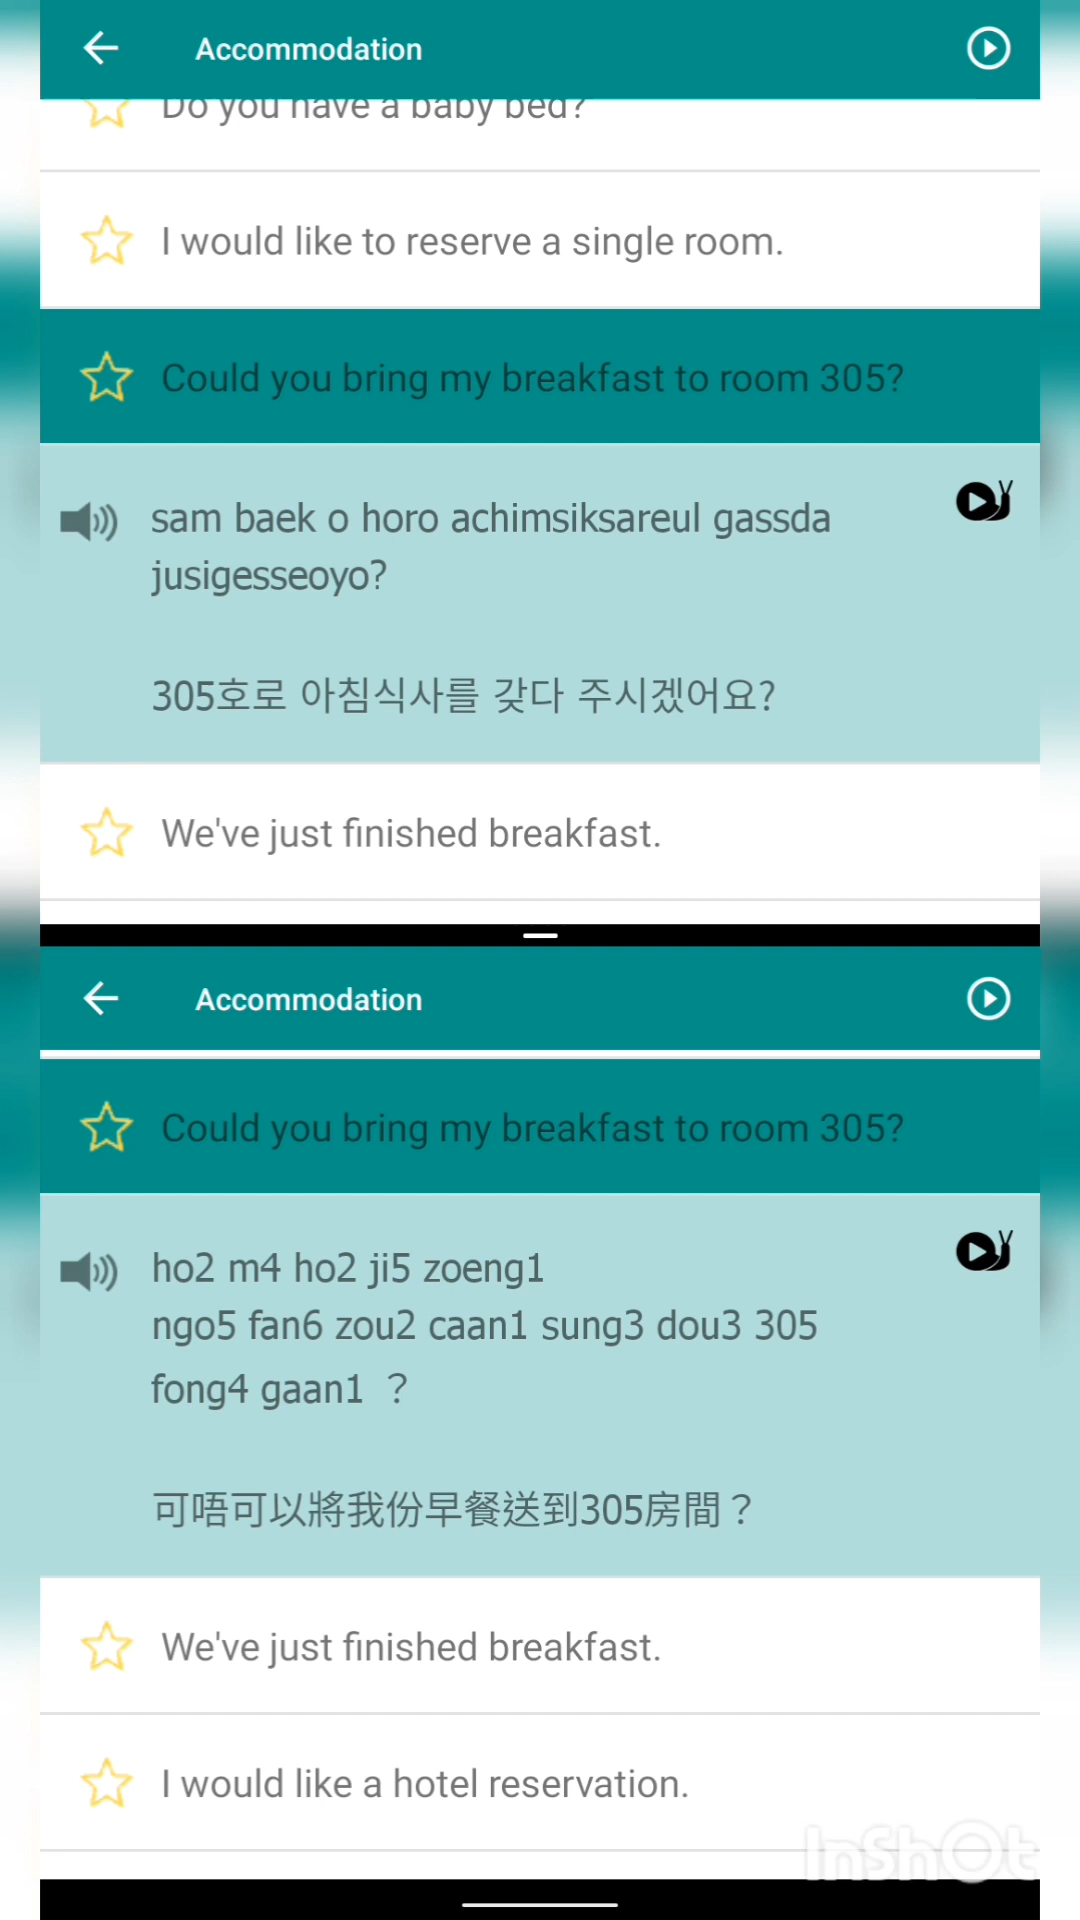 Accommodation
Do you have a baby bed?
I would like to reserve a single room.
Could you bring my breakfast to room 305?
sam baek o horo achimsiksareul gassda
jusigesseoyo?
305호로 아침식사를 갖다 주시겠어요?
We've just finished breakfast.
Accommodation
Could you bring my breakfast to room 305?
ho2 m4 ho2 ji5 zoeng1
ngo5 fan6 zou2 caan1 sung3 dou3 305
fong4 gaan1 ？
可唔可以將我份早餐送到305房間？
We've just finished breakfast.
I would like a hotel reservation.
InShOt